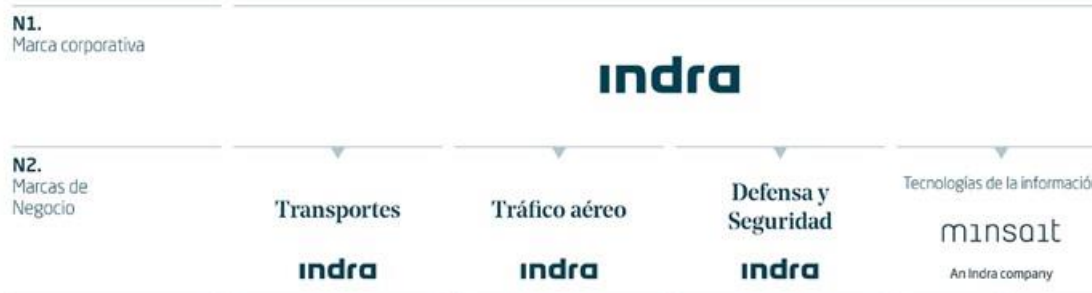 N1.
Marca corporativa
indra
N2.
Marcas de
Negocio
Transportes
indra
Tráfico aéreo
indra
Defensa y
Seguridad
indra
Tecnologías de la informació
minsait
An Indra company